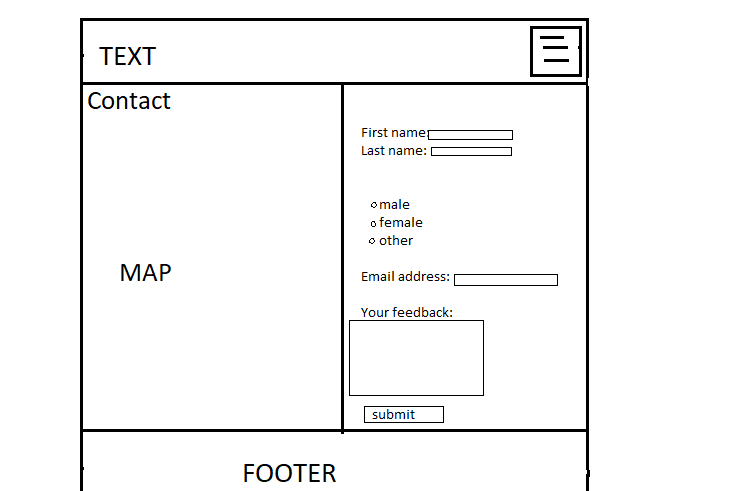 TEXT
Contact
MAP
First name:
Last name:
male
female
other
Email address:
Your feedback:
submit
FOOTER